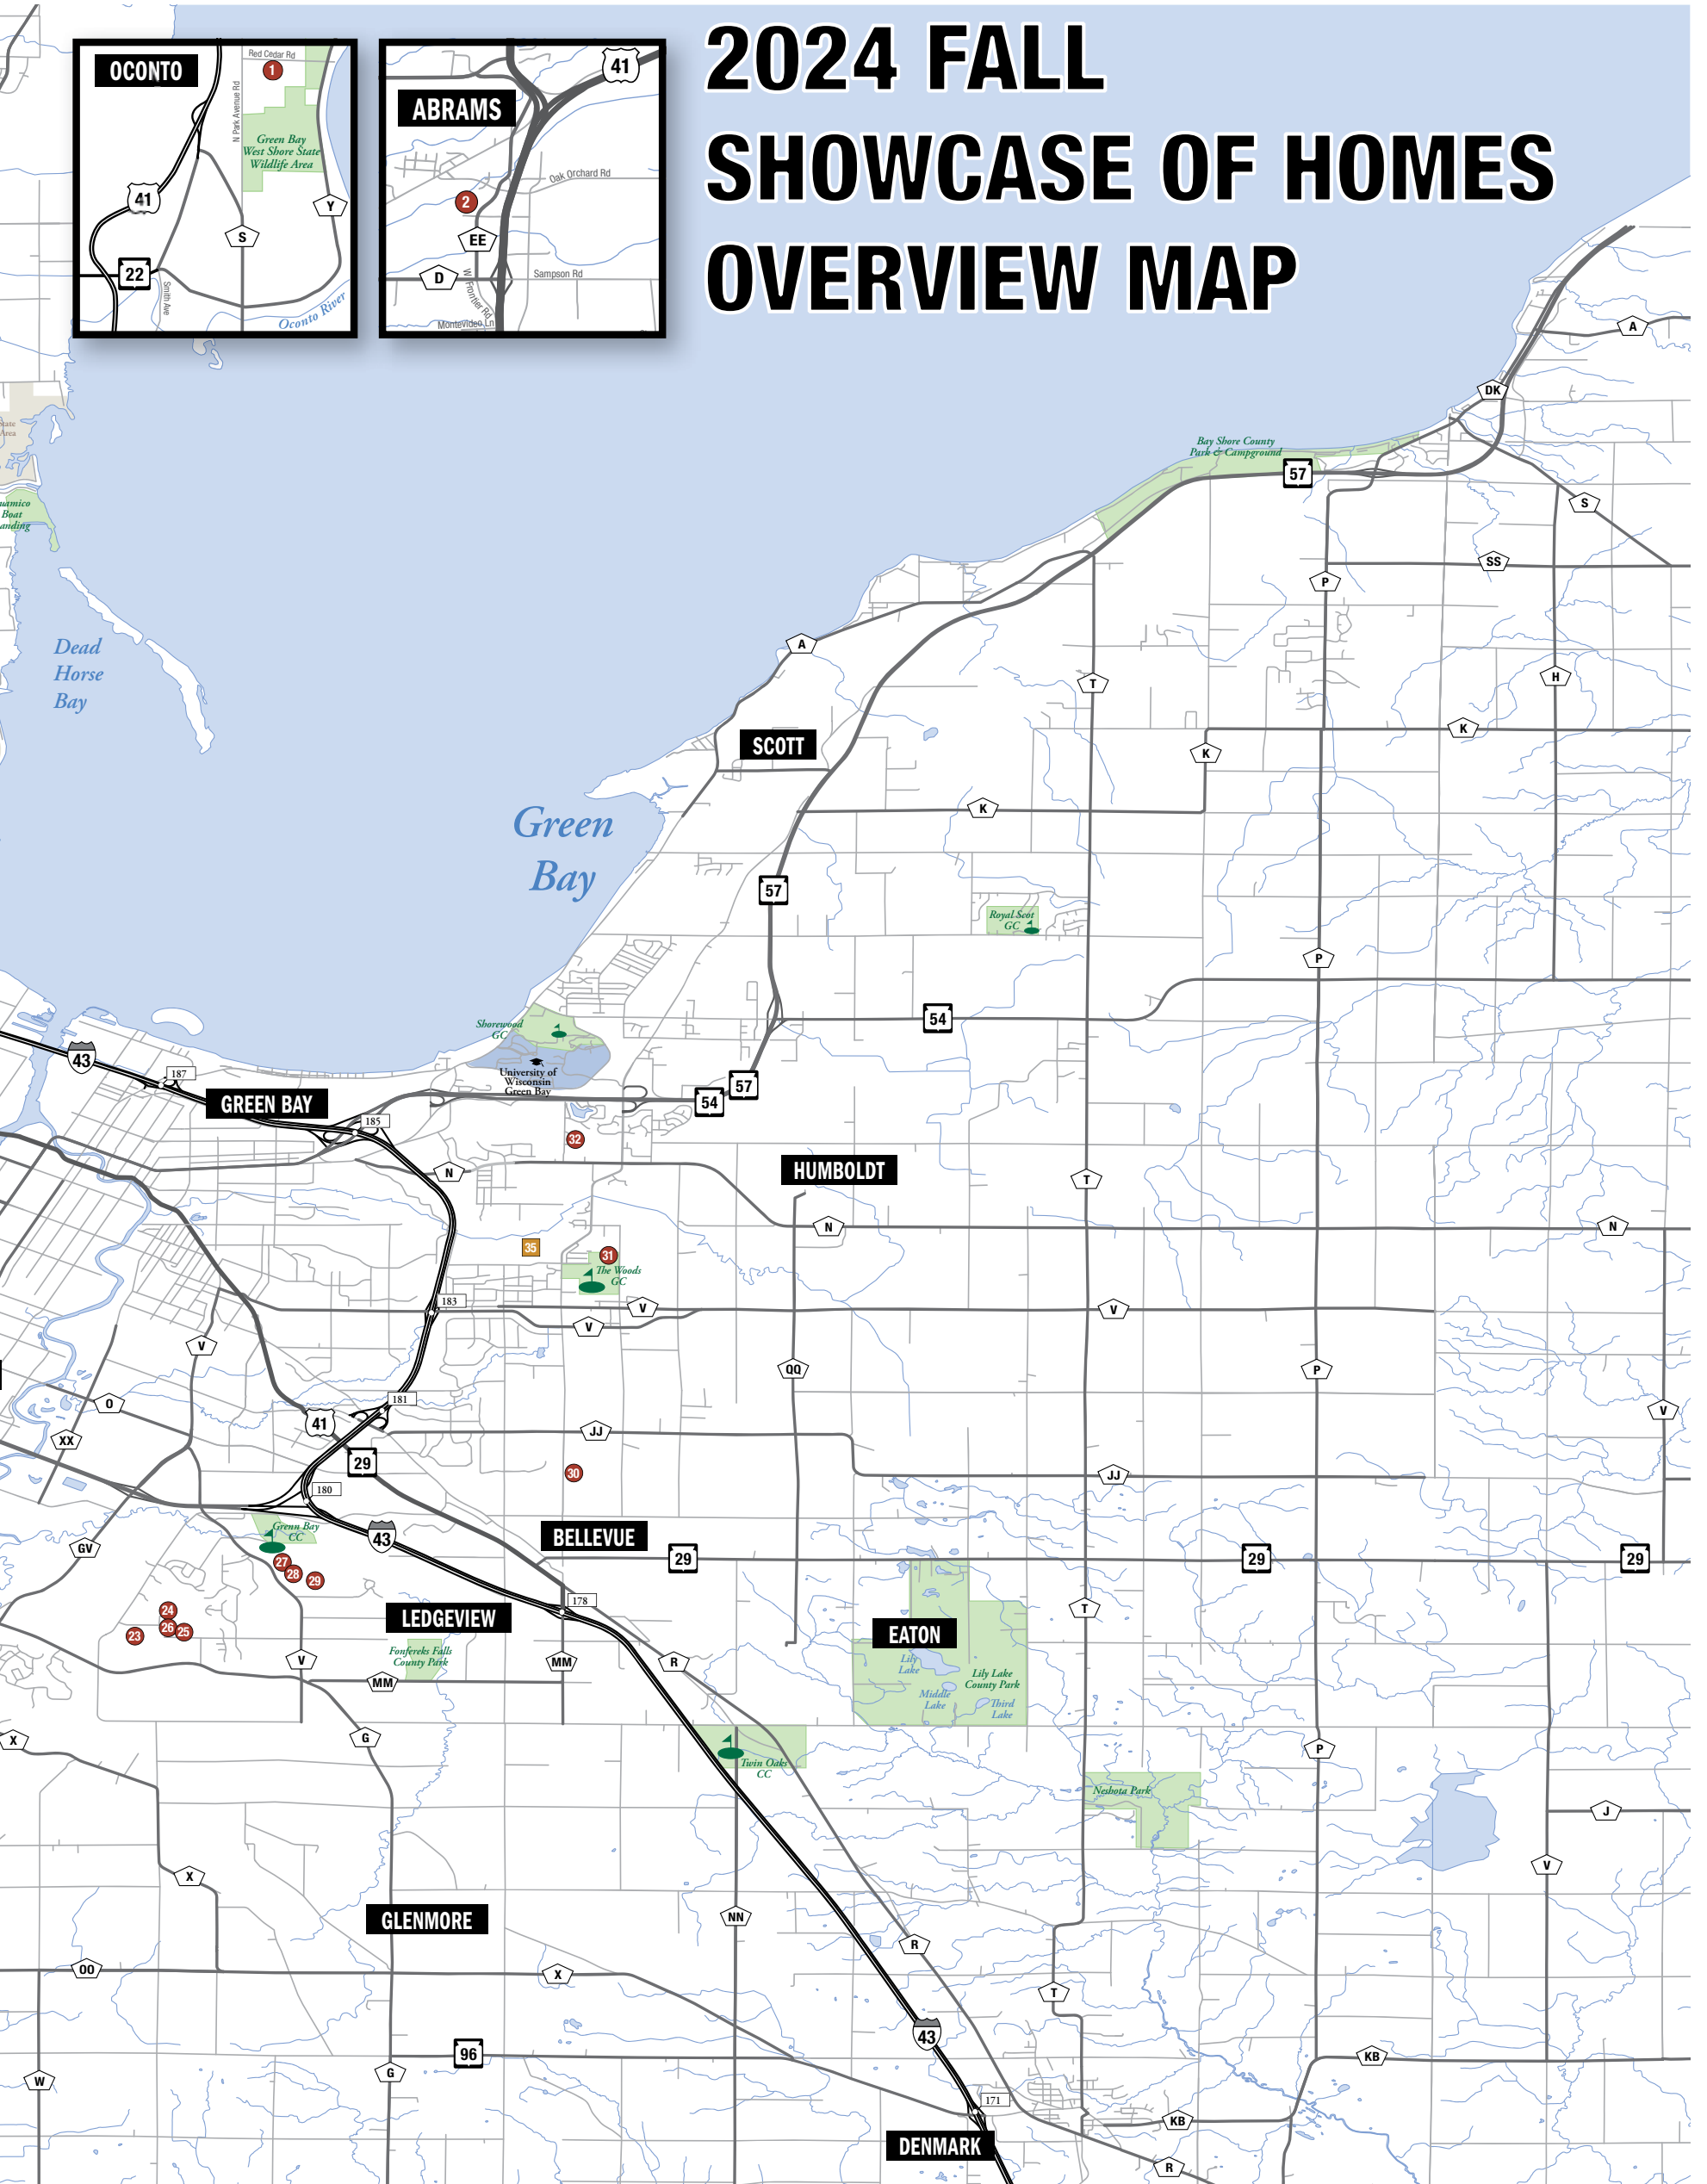 2024 FALL
SHOWCASE OF HOMES
OVERVIEW MAP
OCONTO
Red Cedar Rd
1
N Park Avenue Rd
Green Bay
West Shore State
Wildlife Area
41
Y
S
22
Smith Ave
Oconto River
ABRAMS
41
Oak Orchard Rd
2
EE
D
Sampson Rd
W Frontier Rd
Montevideo Ln
A
DK
Bay Shore County
Park & Campground
57
S
SS
P
Boat
Dead
Horse
Bay
A
T
H
SCOTT
K
K
K
Green
Bay
57
Royal Scot
GC
P
54
Shorewood
GC
University of
Wisconsin
Green Bay
43
187
GREEN BAY
57
54
185
32
N
HUMBOLDT
T
N
N
35
31
The Woods
GC
183
V
V
V
V
QQ
P
181
O
V
41
XX
JJ
29
30
JJ
180
GV
Grenn Bay
CC
43
BELLEVUE
29
29
29
27
28
29
178
24
26
25
23
LEDGEVIEW
T
EATON
Fonfereks Falls
County Park
V
MM
MM
R
Lily
Lake
Lily Lake
County Park
Middle
Lake
Third
Lake
X
G
Twin Oaks
CC
P
Neshota Park
J
V
X
GLENMORE
NN
R
OO
X
T
43
96
KB
G
W
171
KB
DENMARK
R